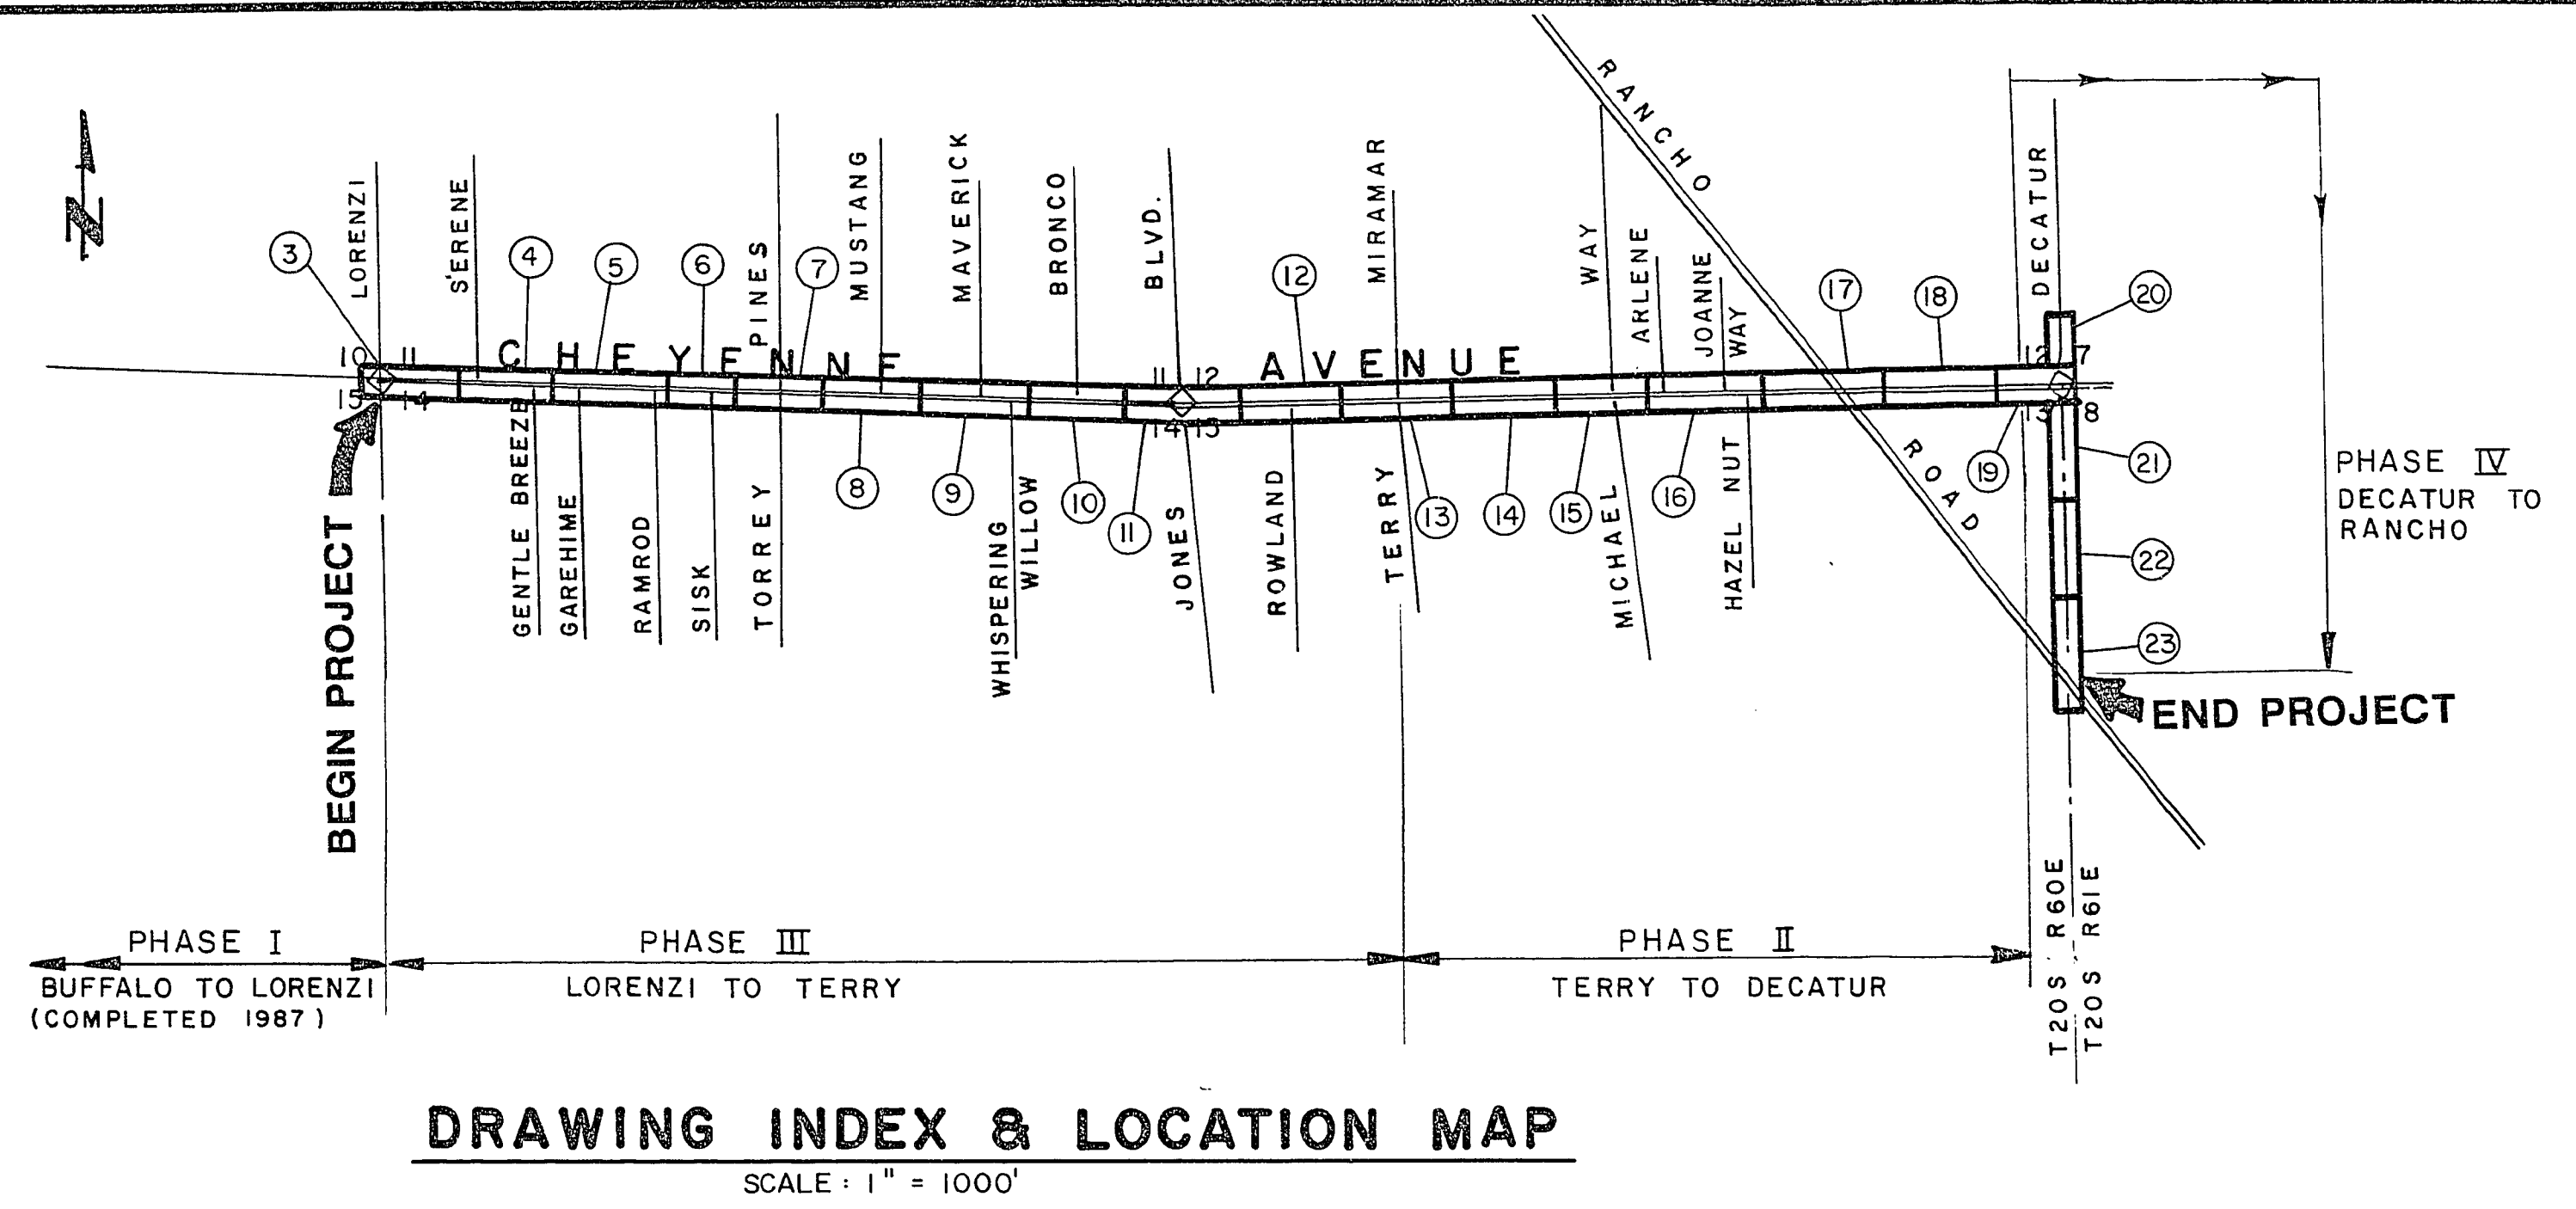 N
RANCHO
ROAD
LORENZI
S'ERENE
PINES
MUSTANG
MAVERICK
BRONCO
BLVD.
MIRAMAR
WAY
ARLENE
JOANNE
WAY
DECATUR
3
4
5
6
7
12
17
18
20
10 11
CHEYENNE AVENUE
11 12
12 7
15 14
14 13
13 18
8
9
10
11
13
14
15
16
19
21
22
23
GENTLE BREEZE
GAREHIME
RAMROD
SISK
TORREY
WHISPERING
WILLOW
JONES
ROWLAND
TERRY
MICHAEL
HAZEL NUT
PHASE IV
DECATUR TO
RANCHO
BEGIN PROJECT
END PROJECT
T20S R60E
T20S R61E
PHASE I
BUFFALO TO LORENZI
(COMPLETED 1987)
PHASE III
LORENZI TO TERRY
PHASE II
TERRY TO DECATUR
DRAWING INDEX & LOCATION MAP
SCALE : 1" = 1000'